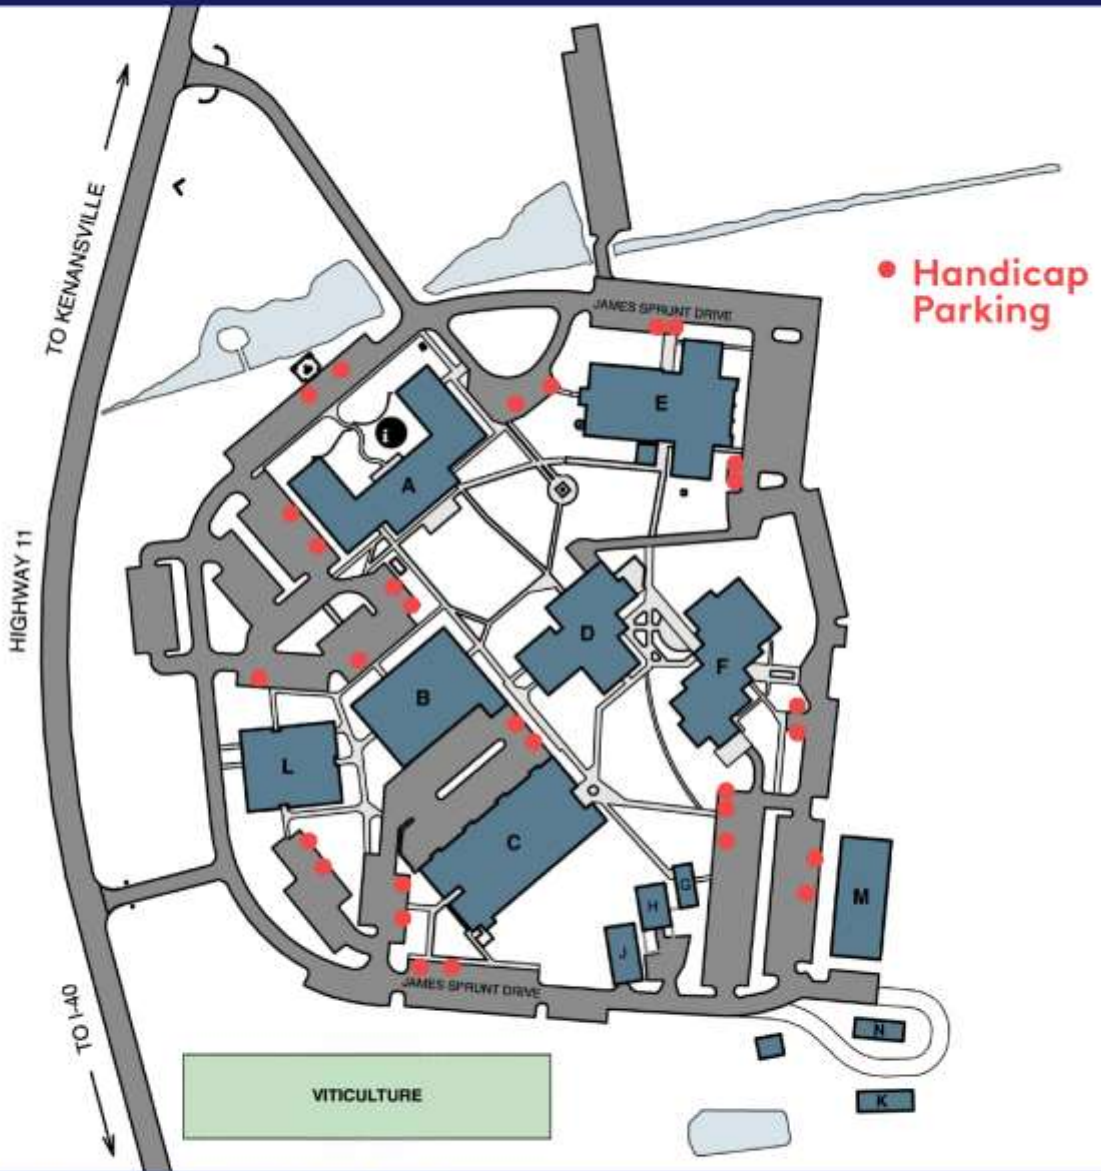 TO KENANSVILLE
HIGHWAY 11
TO I-40
JAMES SPRUNT DRIVE
Handicap
Parking
i
E
A
D
F
B
L
C
G
H
J
M
JAMES SPRUNT DRIVE
N
K
VITICULTURE